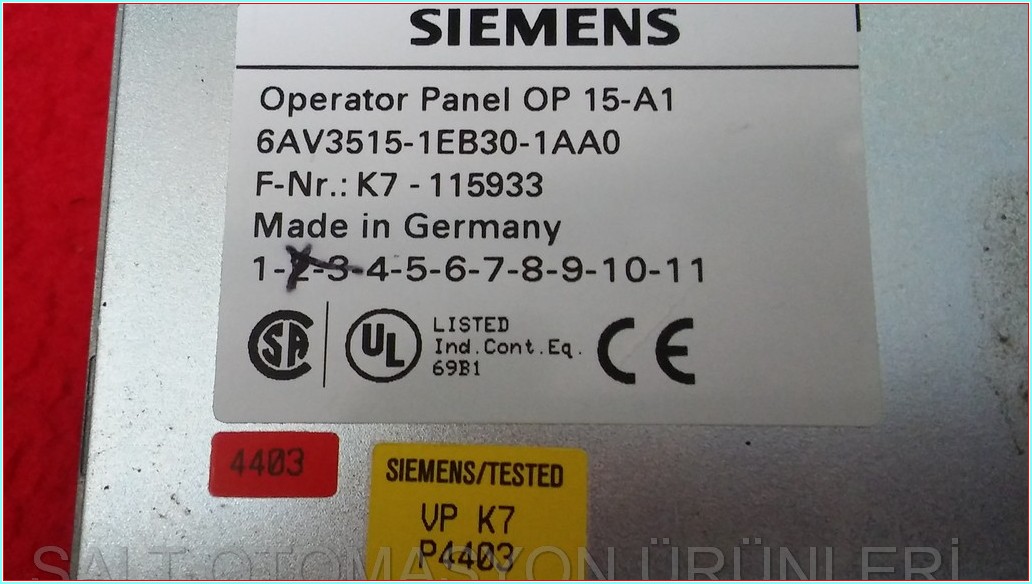 SIEMENS
Operator Panel OP 15-A1
6AV3515-1EB30-1AA0
F-Nr.: K7 - 115933
Made in Germany
1-2-3-4-5-6-7-8-9-10-11
SA
UL
LISTED
Ind.Cont.Eq.
69B1
CE
4403
SIEMENS/TESTED
VP K7
P4403
SALT OTOMASYON ÜRÜNLERİ